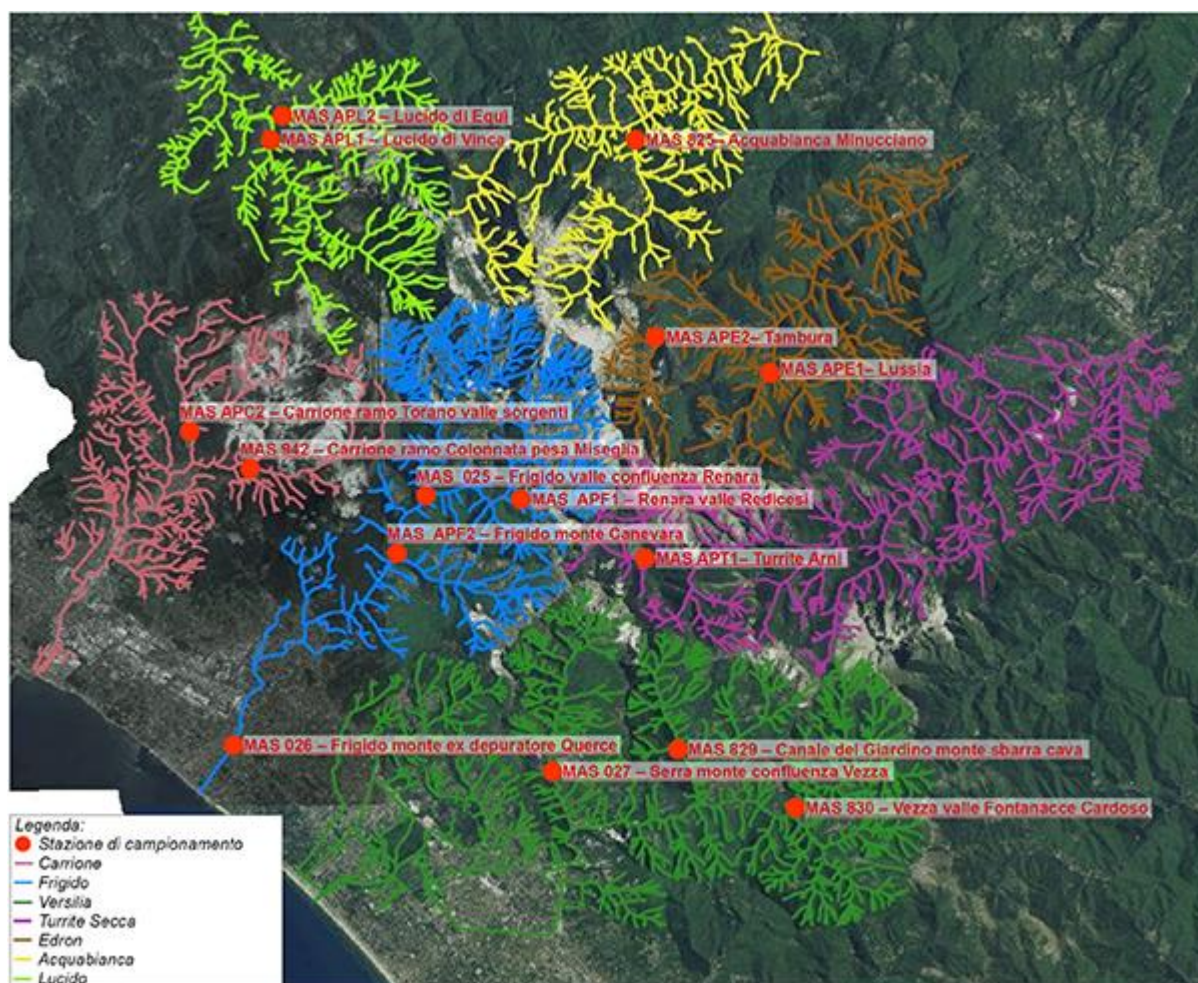 MAS APL2 – Lucido di Equi
MAS APL1 – Lucido di Vinca
MAS 825– Acquabianca Minucciano
MAS APE2– Tambura
MAS APE1– Lussia
MAS APC2 – Carrione ramo Torano valle sorgenti
MAS 942 – Carrione ramo Colonnata pesa Miseglia
MAS 025 – Frigido valle confluenza Renara
MAS APF1 – Renara valle Redicesi
MAS APF2 – Frigido monte Canevara
MAS APT1– Turrite Arni
MAS 026 – Frigido monte ex depuratore Querce
MAS 829 – Canale del Giardino monte sbarra cava
MAS 027 – Serra monte confluenza Vezza
MAS 830 – Vezza valle Fontanacce Cardoso
Legenda:
Stazione di campionamento
Carrione
Frigido
Versilia
Turrite Secca
Edron
Acquabianca
Lucido